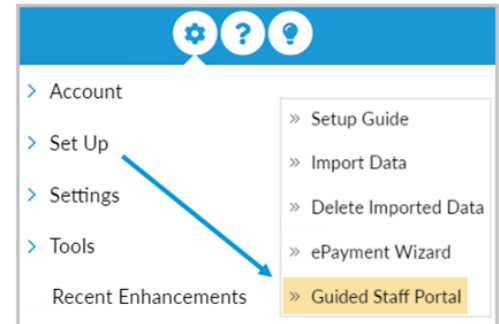 Account
Set Up
Settings
Tools
Recent Enhancements
» Setup Guide
» Import Data
» Delete Imported Data
» ePayment Wizard
» Guided Staff Portal